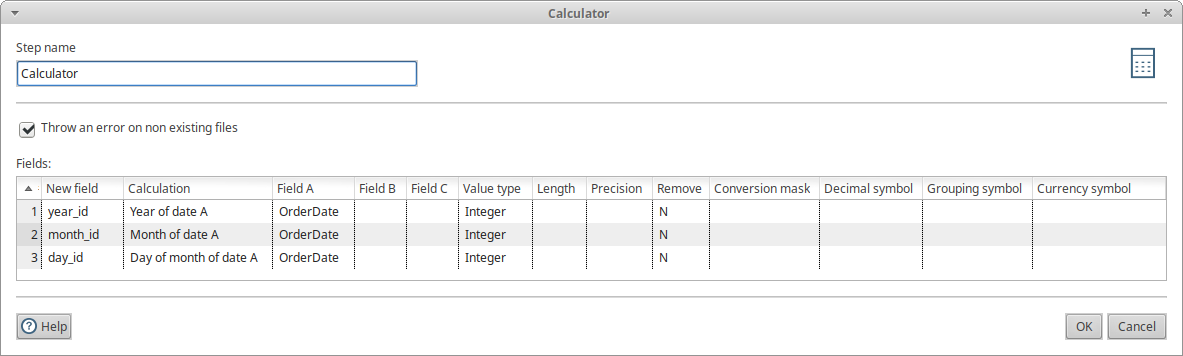 Calculator
Step name
Calculator
Throw an error on non existing files
Fields:
New field Calculation Field A Field B Field C Value type Length Precision Remove Conversion mask Decimal symbol Grouping symbol Currency symbol
1 year_id Year of date A OrderDate Integer N
2 month_id Month of date A OrderDate Integer N
3 day_id Day of month of date A OrderDate Integer N
? Help OK Cancel